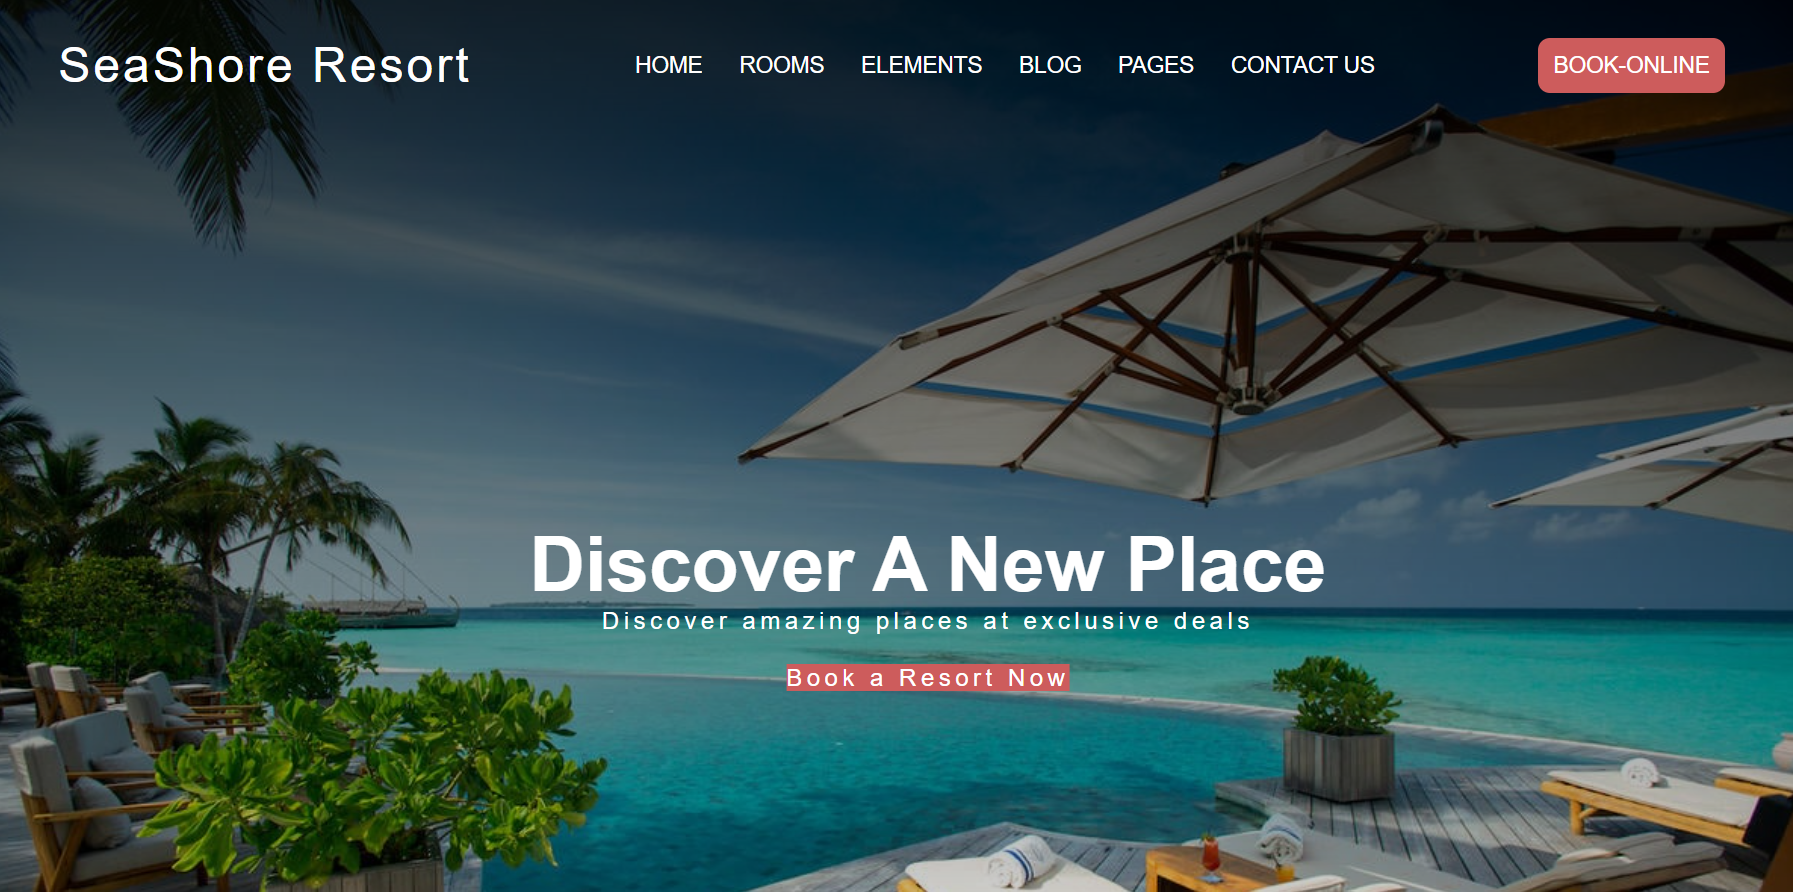 SeaShore Resort
HOME ROOMS ELEMENTS BLOG PAGES CONTACT US
BOOK-ONLINE
Discover A New Place
Discover amazing places at exclusive deals
Book a Resort Now